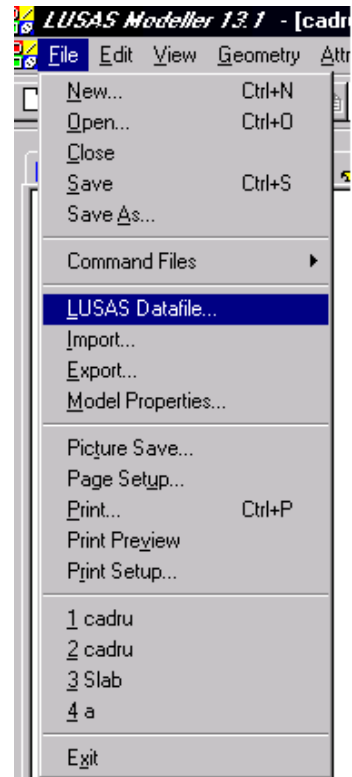 LUSAS Modeller 13.1 - [cadr
File Edit View Geometry Attr
New... Ctrl+N
Open... Ctrl+O
Close
Save Ctrl+S
Save As...
Command Files
LUSAS Datafile...
Import...
Export...
Model Properties...
Picture Save...
Page Setup...
Print... Ctrl+P
Print Preview
Print Setup...
1 cadru
2 cadru
3 Slab
4 a
Exit